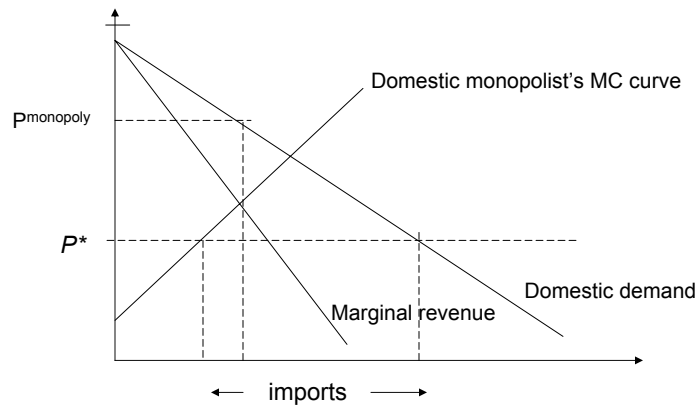 Domestic monopolist's MC curve
Pmonopoly
P*
Domestic demand
Marginal revenue
imports